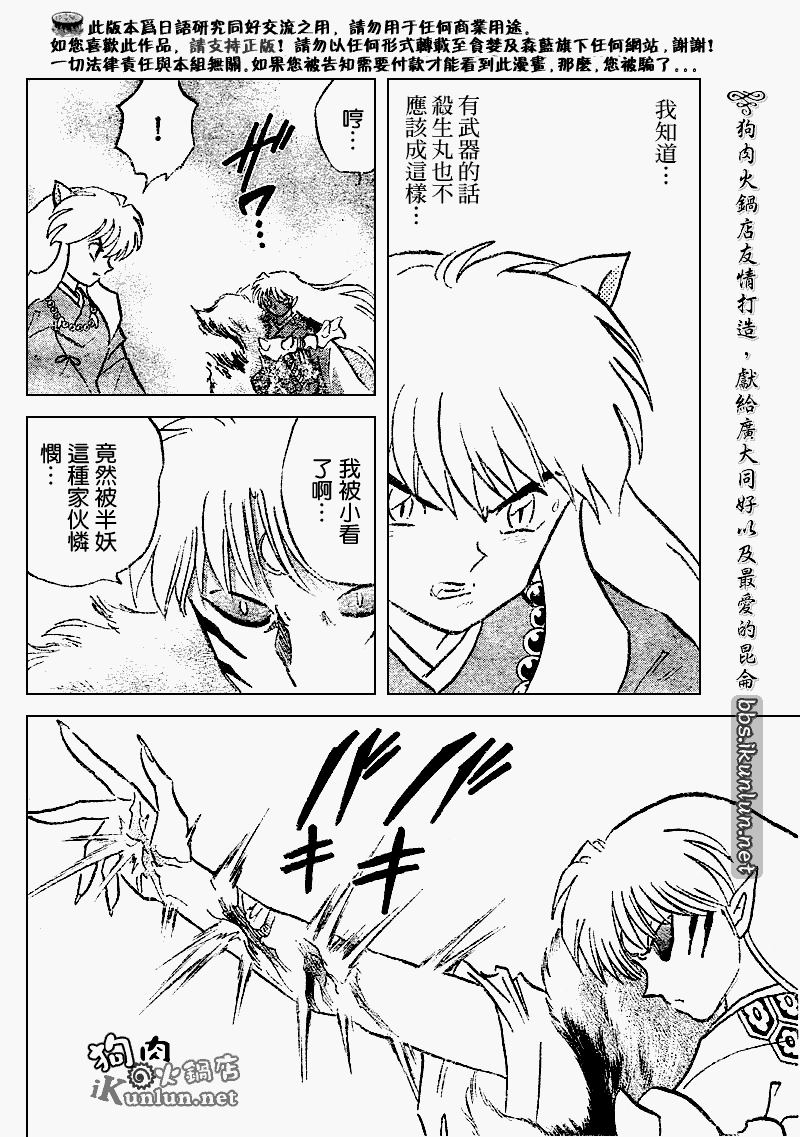 此版本爲日語研究同好交流之用，請勿用于任何商業用途。
如您喜歡此作品，請支持正版！請勿以任何形式轉載至貪婪及森藍旗下任何網站，謝謝！
一切法律責任與本組無關。如果您被告知需要付款才能看到此漫畫，那麼，您被騙了...
狗肉火鍋店友情打造，獻給廣大同好以及最愛的昆侖
bbs.ikunlun.net
我知道…
有武器的話
殺生丸也不
應該成這樣…
哼…
！
グッ…
我被小看
了啊…
竟然被半妖
這種家伙憐
憫…
バキ
バキ
狗肉
火鍋店
iKunlun.net